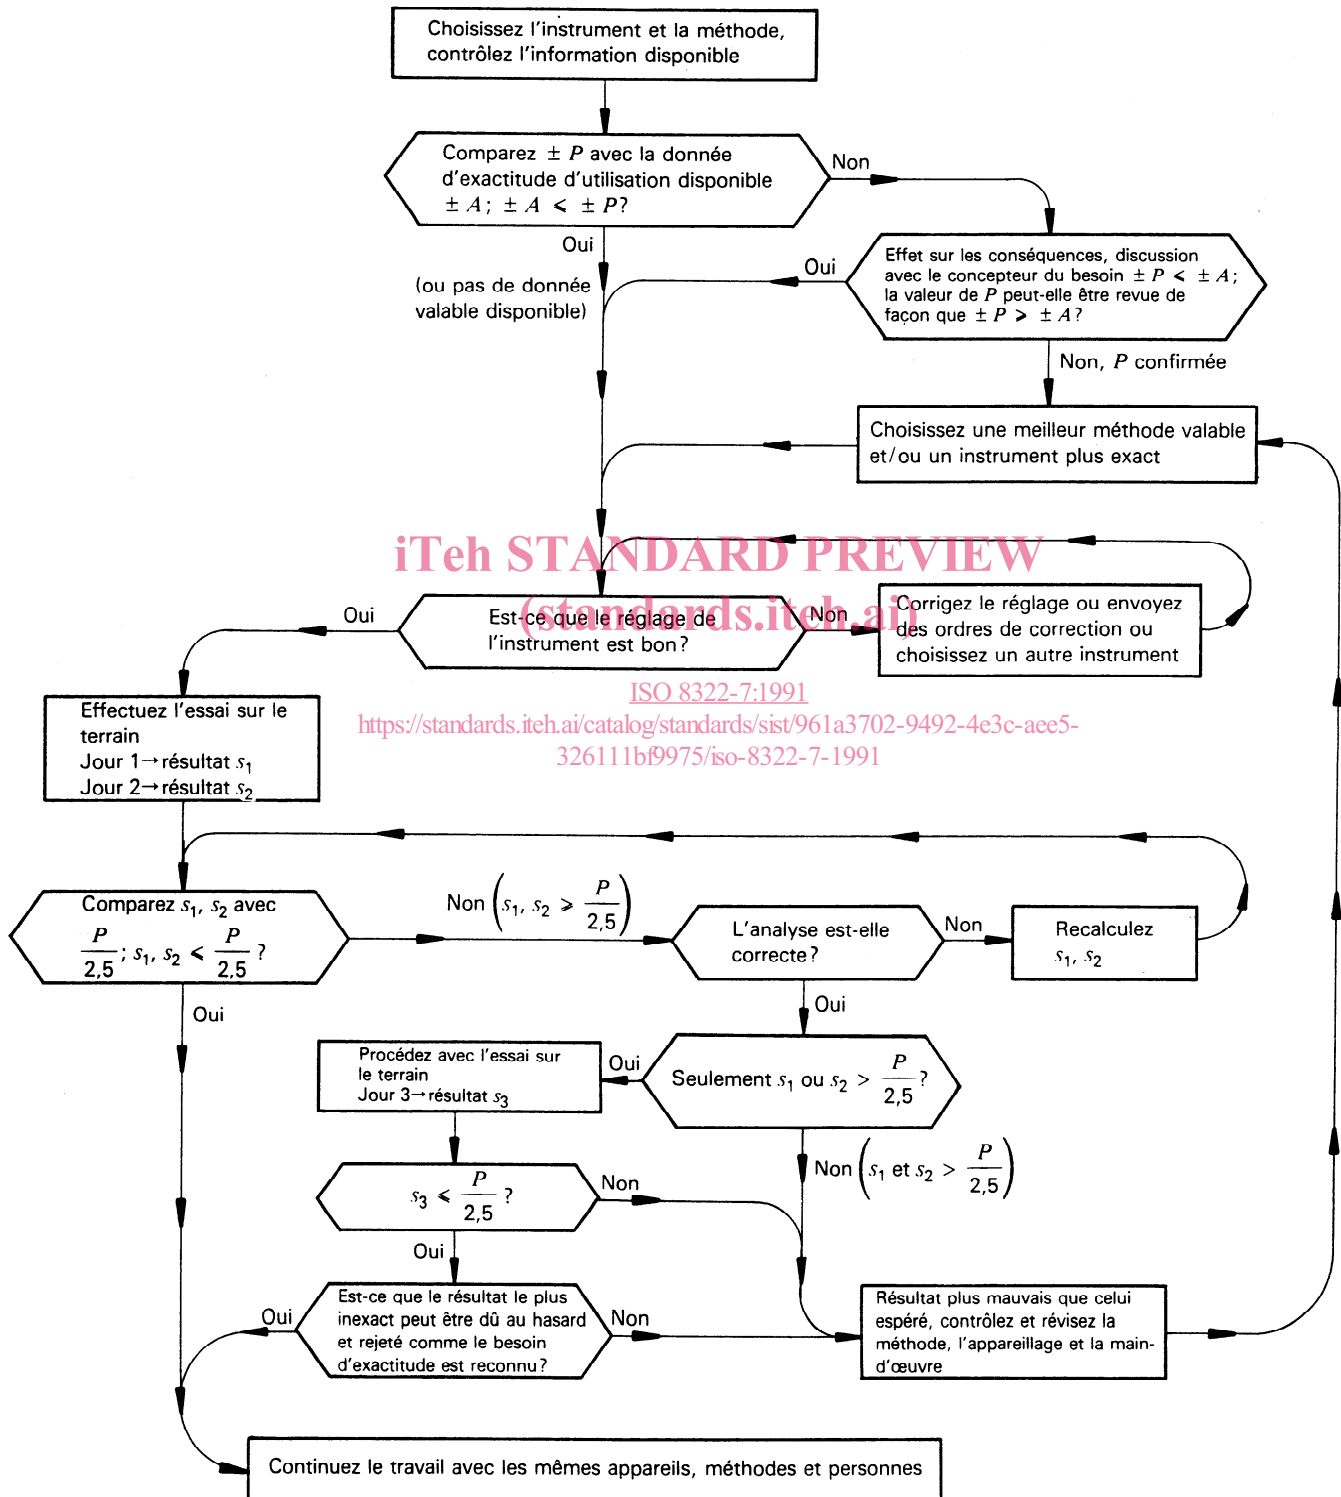 Choisissez l'instrument et la méthode,
contrôlez l'information disponible
Comparez ± P avec la donnée
d'exactitude d'utilisation disponible
± A; ± A < ± P?
Non
Oui
(ou pas de donnée
valable disponible)
Oui
Effet sur les conséquences, discussion
avec le concepteur du besoin ± P < ± A;
la valeur de P peut-elle être revue de
façon que ± P > ± A?
Non, P confirmée
Choisissez une meilleur méthode valable
et/ou un instrument plus exact
iTeh STANDARD PREVIEW
(standards.iteh.ai)
Oui
Est-ce que le réglage de
l'instrument est bon?
Non
Corrigez le réglage ou envoyez
des ordres de correction ou
choisissez un autre instrument
ISO 8322-7:1991
https://standards.iteh.ai/catalog/standards/sist/961a3702-9492-4e3c-aee5-
326111bf9975/iso-8322-7-1991
Effectuez l'essai sur le
terrain
Jour 1→résultat s₁
Jour 2→résultat s₂
Comparez s₁, s₂ avec
P/2,5; s₁, s₂ ⩽ P/2,5 ?
Non (s₁, s₂ ⩾ P/2,5)
L'analyse est-elle
correcte?
Non
Recalculez
s₁, s₂
Oui
Oui
Procédez avec l'essai sur
le terrain
Jour 3→résultat s₃
Oui
Seulement s₁ ou s₂ > P/2,5?
Non (s₁ et s₂ > P/2,5)
s₃ ⩽ P/2,5 ?
Non
Oui
Oui
Est-ce que le résultat le plus
inexact peut être dû au hasard
et rejeté comme le besoin
d'exactitude est reconnu?
Non
Résultat plus mauvais que celui
espéré, contrôlez et révisez la
méthode, l'appareillage et la main-
d'œuvre
Continuez le travail avec les mêmes appareils, méthodes et personnes